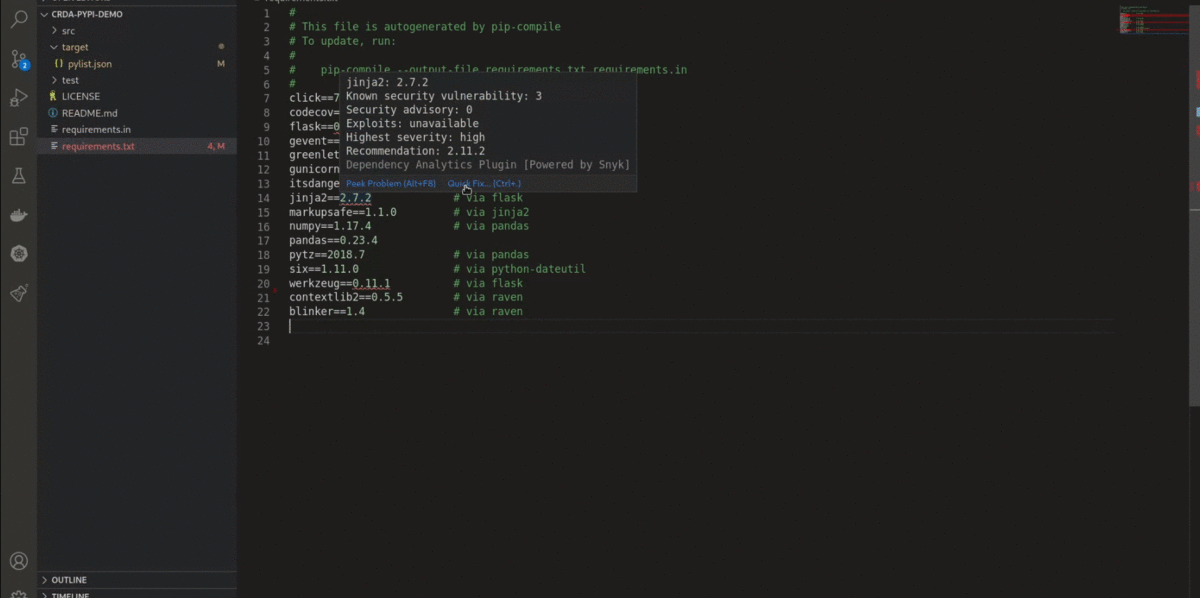 CRDA-PYPI-DEMO
src
target
pylist.json M
test
LICENSE
README.md
requirements.in
requirements.txt 4, M
2
OUTLINE
TIMELINE
1 #
2 # This file is autogenerated by pip-compile
3 # To update, run:
4 #
5 # pip-compile --output-file requirements.txt requirements.in
6 #
7 click==7
8 codecov=
9 flask==0
10 gevent==
11 greenlet
12 gunicorn
13 itsdange
14 jinja2==2.7.2 # via flask
15 markupsafe==1.1.0 # via jinja2
16 numpy==1.17.4 # via pandas
17 pandas==0.23.4
18 pytz==2018.7 # via pandas
19 six==1.11.0 # via python-dateutil
20 werkzeug==0.11.1 # via flask
21 contextlib2==0.5.5 # via raven
22 blinker==1.4 # via raven
23
24
jinja2: 2.7.2
Known security vulnerability: 3
Security advisory: 0
Exploits: unavailable
Highest severity: high
Recommendation: 2.11.2
Dependency Analytics Plugin [Powered by Snyk]
Peek Problem (Alt+F8) Quick Fix... (Ctrl+.)